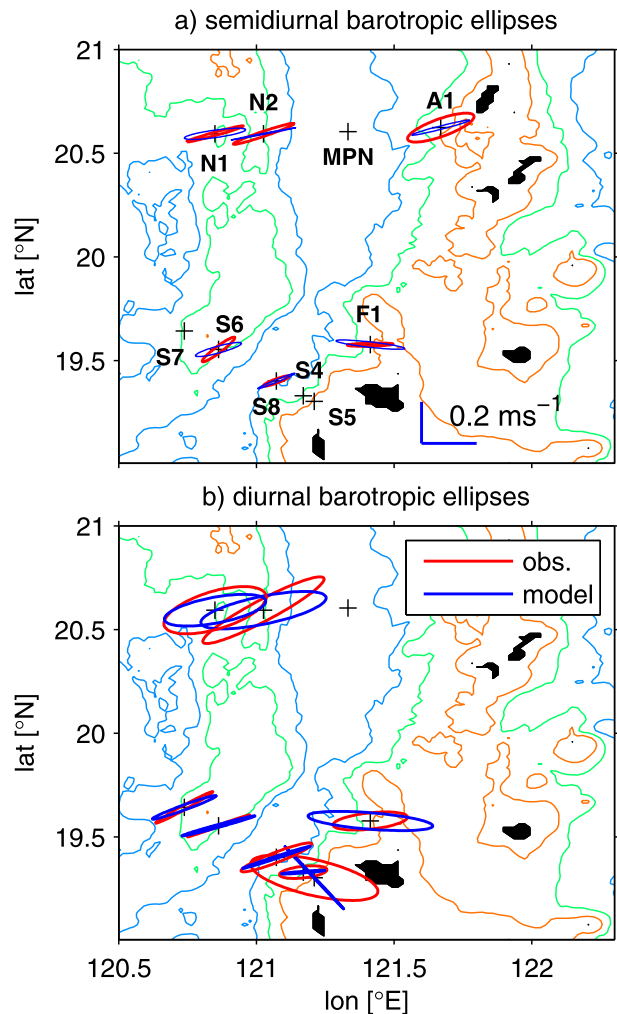 a) semidiurnal barotropic ellipses
21
N2
A1
20.5
N1
MPN
lat [°N]
20
S6
F1
S7
19.5
S4
S8
S5
0.2 ms⁻¹
b) diurnal barotropic ellipses
21
obs.
model
20.5
lat [°N]
20
19.5
120.5
121
121.5
122
lon [°E]